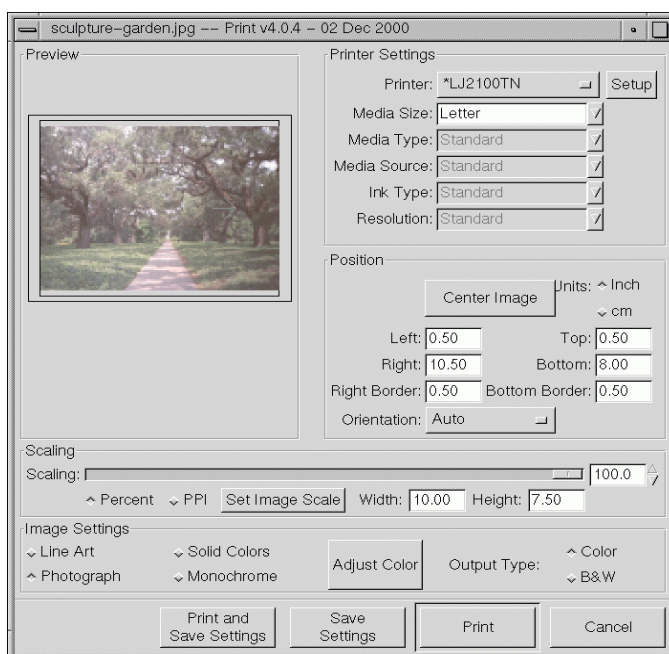 sculpture-garden.jpg -- Print v4.0.4 - 02 Dec 2000
Preview
Printer Settings
Printer: *LJ2100TN Setup
Media Size: Letter
Media Type: Standard
Media Source: Standard
Ink Type: Standard
Resolution: Standard
Position
Center Image Units: Inch
cm
Left: 0.50 Top: 0.50
Right: 10.50 Bottom: 8.00
Right Border: 0.50 Bottom Border: 0.50
Orientation: Auto
Scaling
Scaling: 100.0
Percent PPI Set Image Scale Width: 10.00 Height: 7.50
Image Settings
Line Art Solid Colors Adjust Color Output Type: Color
Photograph Monochrome B&W
Print and
Save Settings
Save
Settings
Print
Cancel